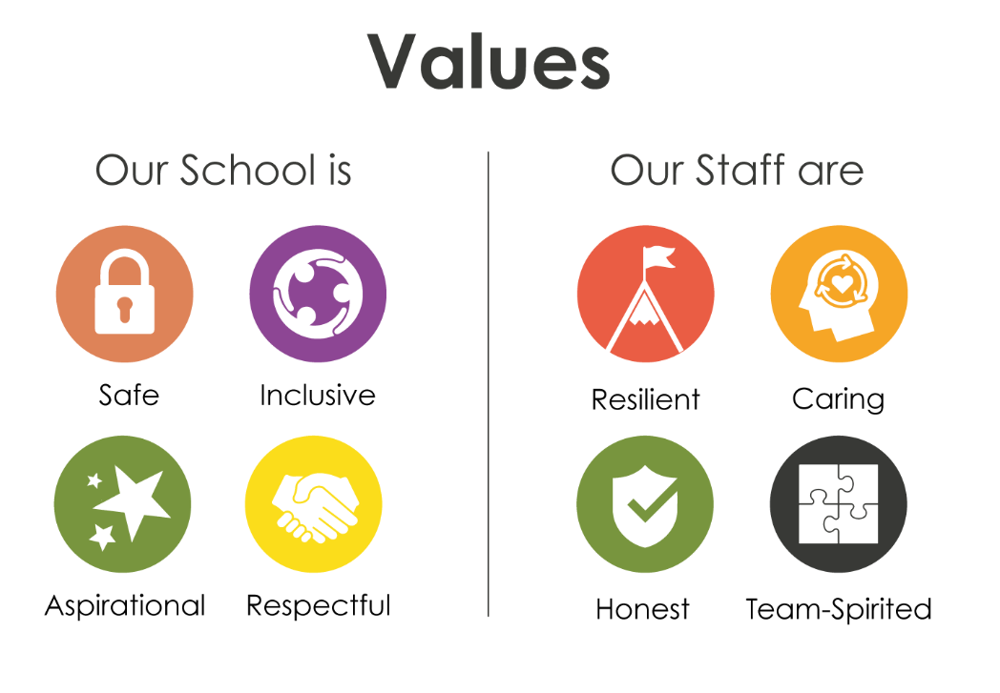 Values
Our School is
Safe
Inclusive
Aspirational
Respectful
Our Staff are
Resilient
Caring
Honest
Team-Spirited